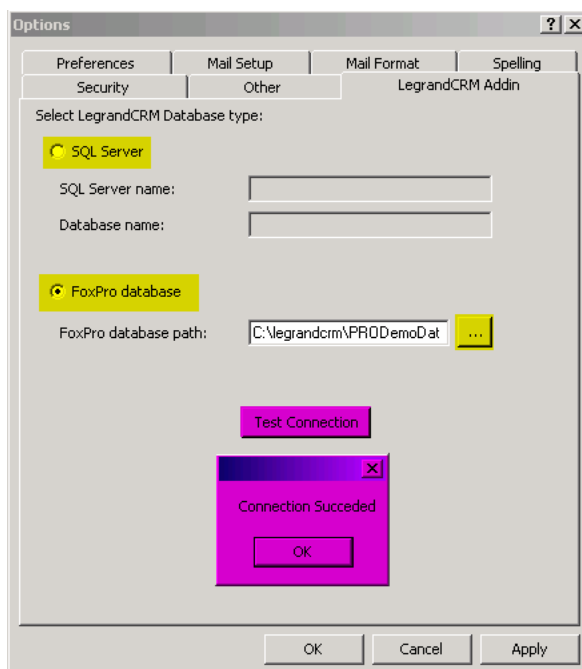 Options
Preferences Mail Setup Mail Format Spelling
Security Other LegrandCRM Addin
Select LegrandCRM Database type:
SQL Server
SQL Server name:
Database name:
FoxPro database
FoxPro database path: C:\legrandcrm\PRODemoDat ...
Test Connection
Connection Succeded
OK
OK Cancel Apply